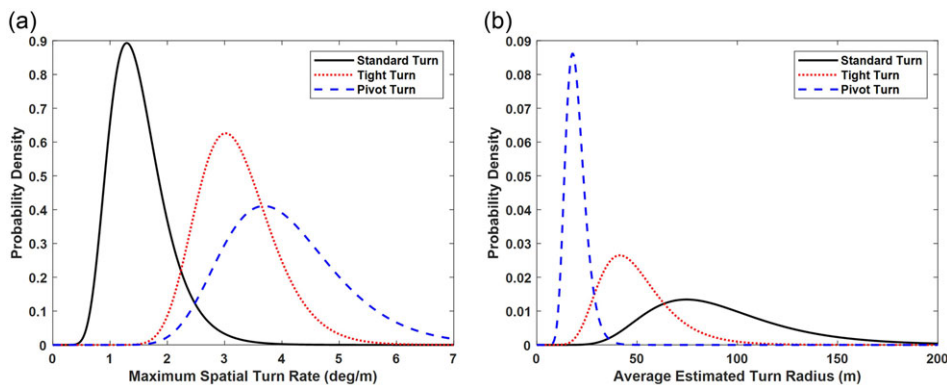 (a)
Probability Density
0.9
0.8
0.7
0.6
0.5
0.4
0.3
0.2
0.1
0
0 1 2 3 4 5 6 7
Maximum Spatial Turn Rate (deg/m)
Standard Turn
Tight Turn
Pivot Turn
(b)
Probability Density
0.09
0.08
0.07
0.06
0.05
0.04
0.03
0.02
0.01
0
0 50 100 150 200
Average Estimated Turn Radius (m)
Standard Turn
Tight Turn
Pivot Turn